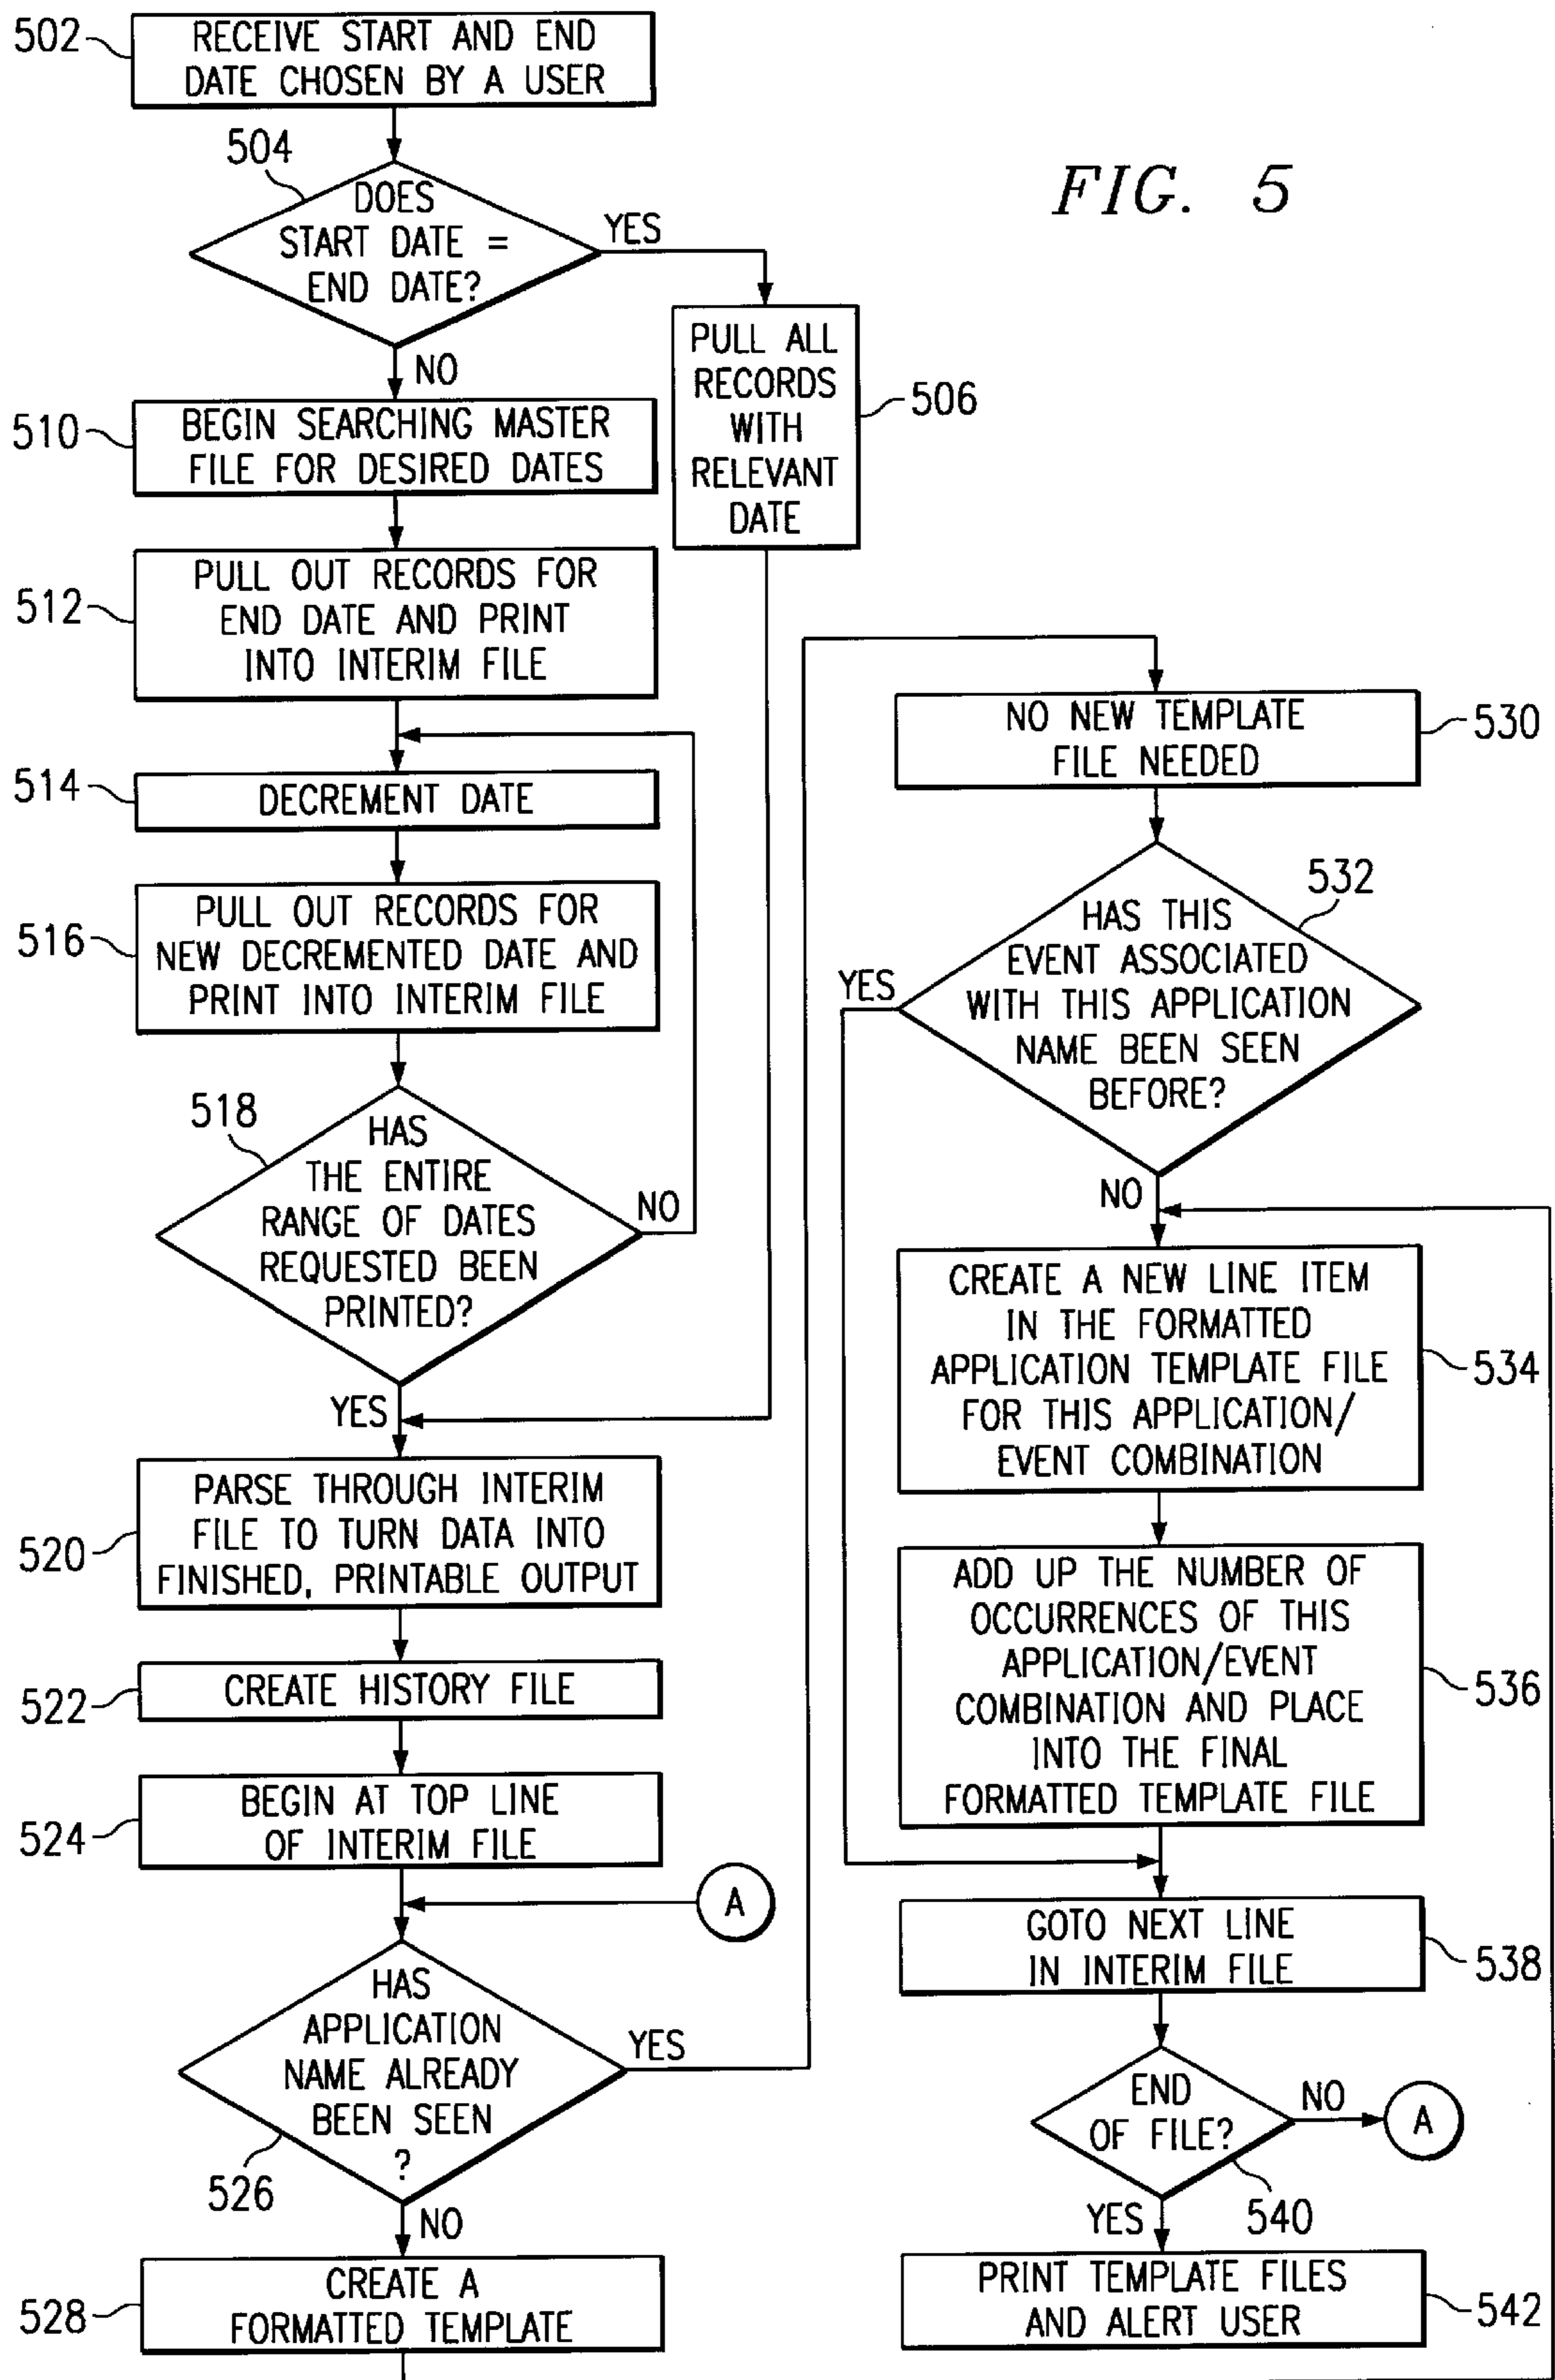 FIG. 5
502
RECEIVE START AND END
DATE CHOSEN BY A USER
504
DOES
START DATE =
END DATE?
YES
NO
PULL ALL
RECORDS
WITH
RELEVANT
DATE
506
510
BEGIN SEARCHING MASTER
FILE FOR DESIRED DATES
512
PULL OUT RECORDS FOR
END DATE AND PRINT
INTO INTERIM FILE
514
DECREMENT DATE
516
PULL OUT RECORDS FOR
NEW DECREMENTED DATE AND
PRINT INTO INTERIM FILE
518
HAS
THE ENTIRE
RANGE OF DATES
REQUESTED BEEN
PRINTED?
NO
YES
520
PARSE THROUGH INTERIM
FILE TO TURN DATA INTO
FINISHED, PRINTABLE OUTPUT
522
CREATE HISTORY FILE
524
BEGIN AT TOP LINE
OF INTERIM FILE
A
HAS
APPLICATION
NAME ALREADY
BEEN SEEN
?
526
YES
NO
528
CREATE A
FORMATTED TEMPLATE
NO NEW TEMPLATE
FILE NEEDED
530
532
HAS THIS
EVENT ASSOCIATED
WITH THIS APPLICATION
NAME BEEN SEEN
BEFORE?
YES
NO
CREATE A NEW LINE ITEM
IN THE FORMATTED
APPLICATION TEMPLATE FILE
FOR THIS APPLICATION/
EVENT COMBINATION
534
ADD UP THE NUMBER OF
OCCURRENCES OF THIS
APPLICATION/EVENT
COMBINATION AND PLACE
INTO THE FINAL
FORMATTED TEMPLATE FILE
536
GOTO NEXT LINE
IN INTERIM FILE
538
END
OF FILE?
NO
A
540
YES
PRINT TEMPLATE FILES
AND ALERT USER
542